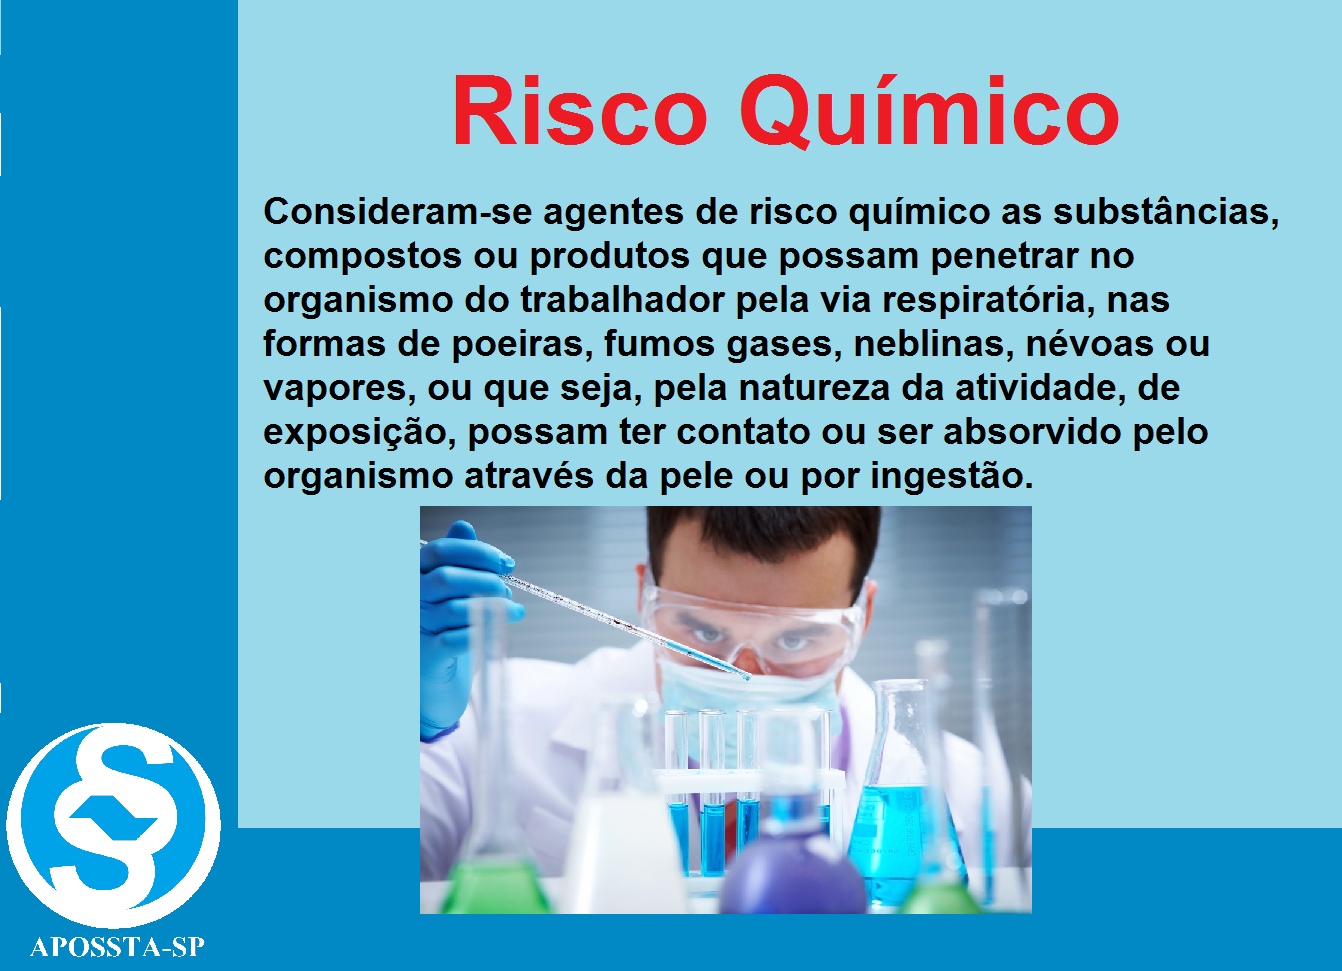 Risco Químico
Consideram-se agentes de risco químico as substâncias,
compostos ou produtos que possam penetrar no
organismo do trabalhador pela via respiratória, nas
formas de poeiras, fumos gases, neblinas, névoas ou
vapores, ou que seja, pela natureza da atividade, de
exposição, possam ter contato ou ser absorvido pelo
organismo através da pele ou por ingestão.
APOSSTA-SP